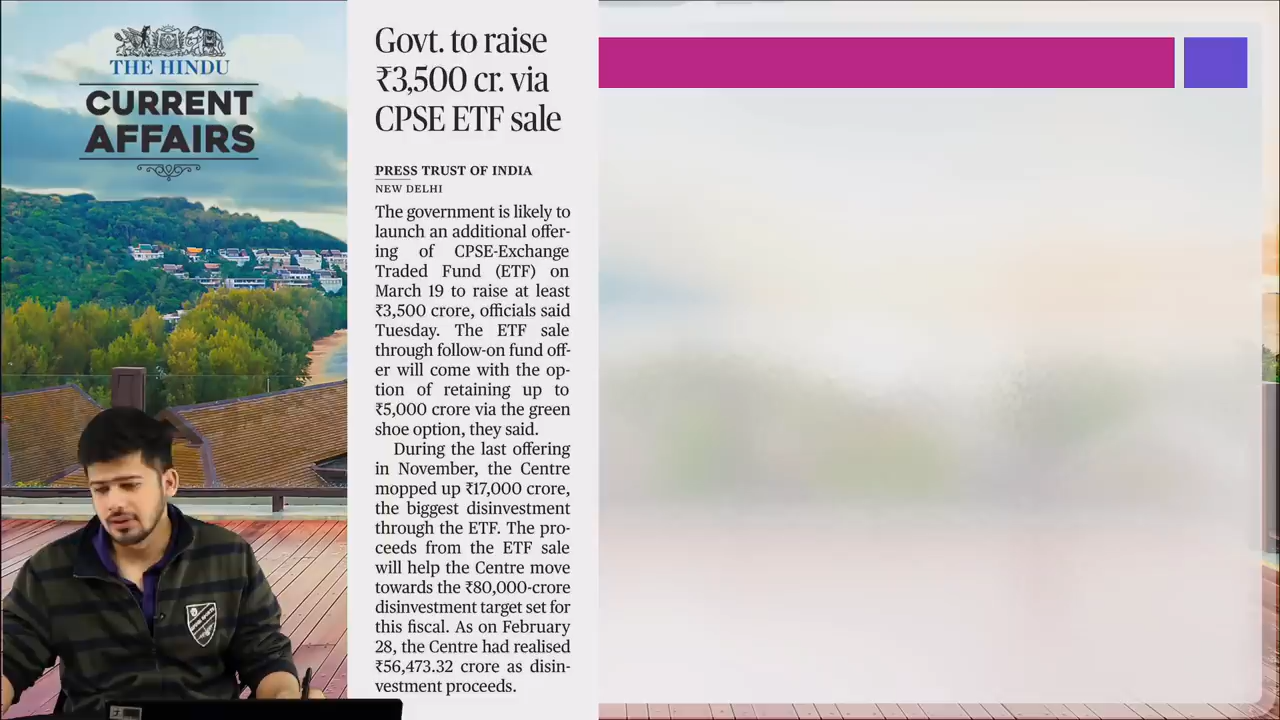 THE HINDU
CURRENT
AFFAIRS
Govt. to raise
₹3,500 cr. via
CPSE ETF sale
PRESS TRUST OF INDIA
NEW DELHI
The government is likely to
launch an additional offer-
ing of CPSE-Exchange
Traded Fund (ETF) on
March 19 to raise at least
₹3,500 crore, officials said
Tuesday. The ETF sale
through follow-on fund off-
er will come with the op-
tion of retaining up to
₹5,000 crore via the green
shoe option, they said.
During the last offering
in November, the Centre
mopped up ₹17,000 crore,
the biggest disinvestment
through the ETF. The pro-
ceeds from the ETF sale
will help the Centre move
towards the ₹80,000-crore
disinvestment target set for
this fiscal. As on February
28, the Centre had realised
₹56,473.32 crore as disin-
vestment proceeds.